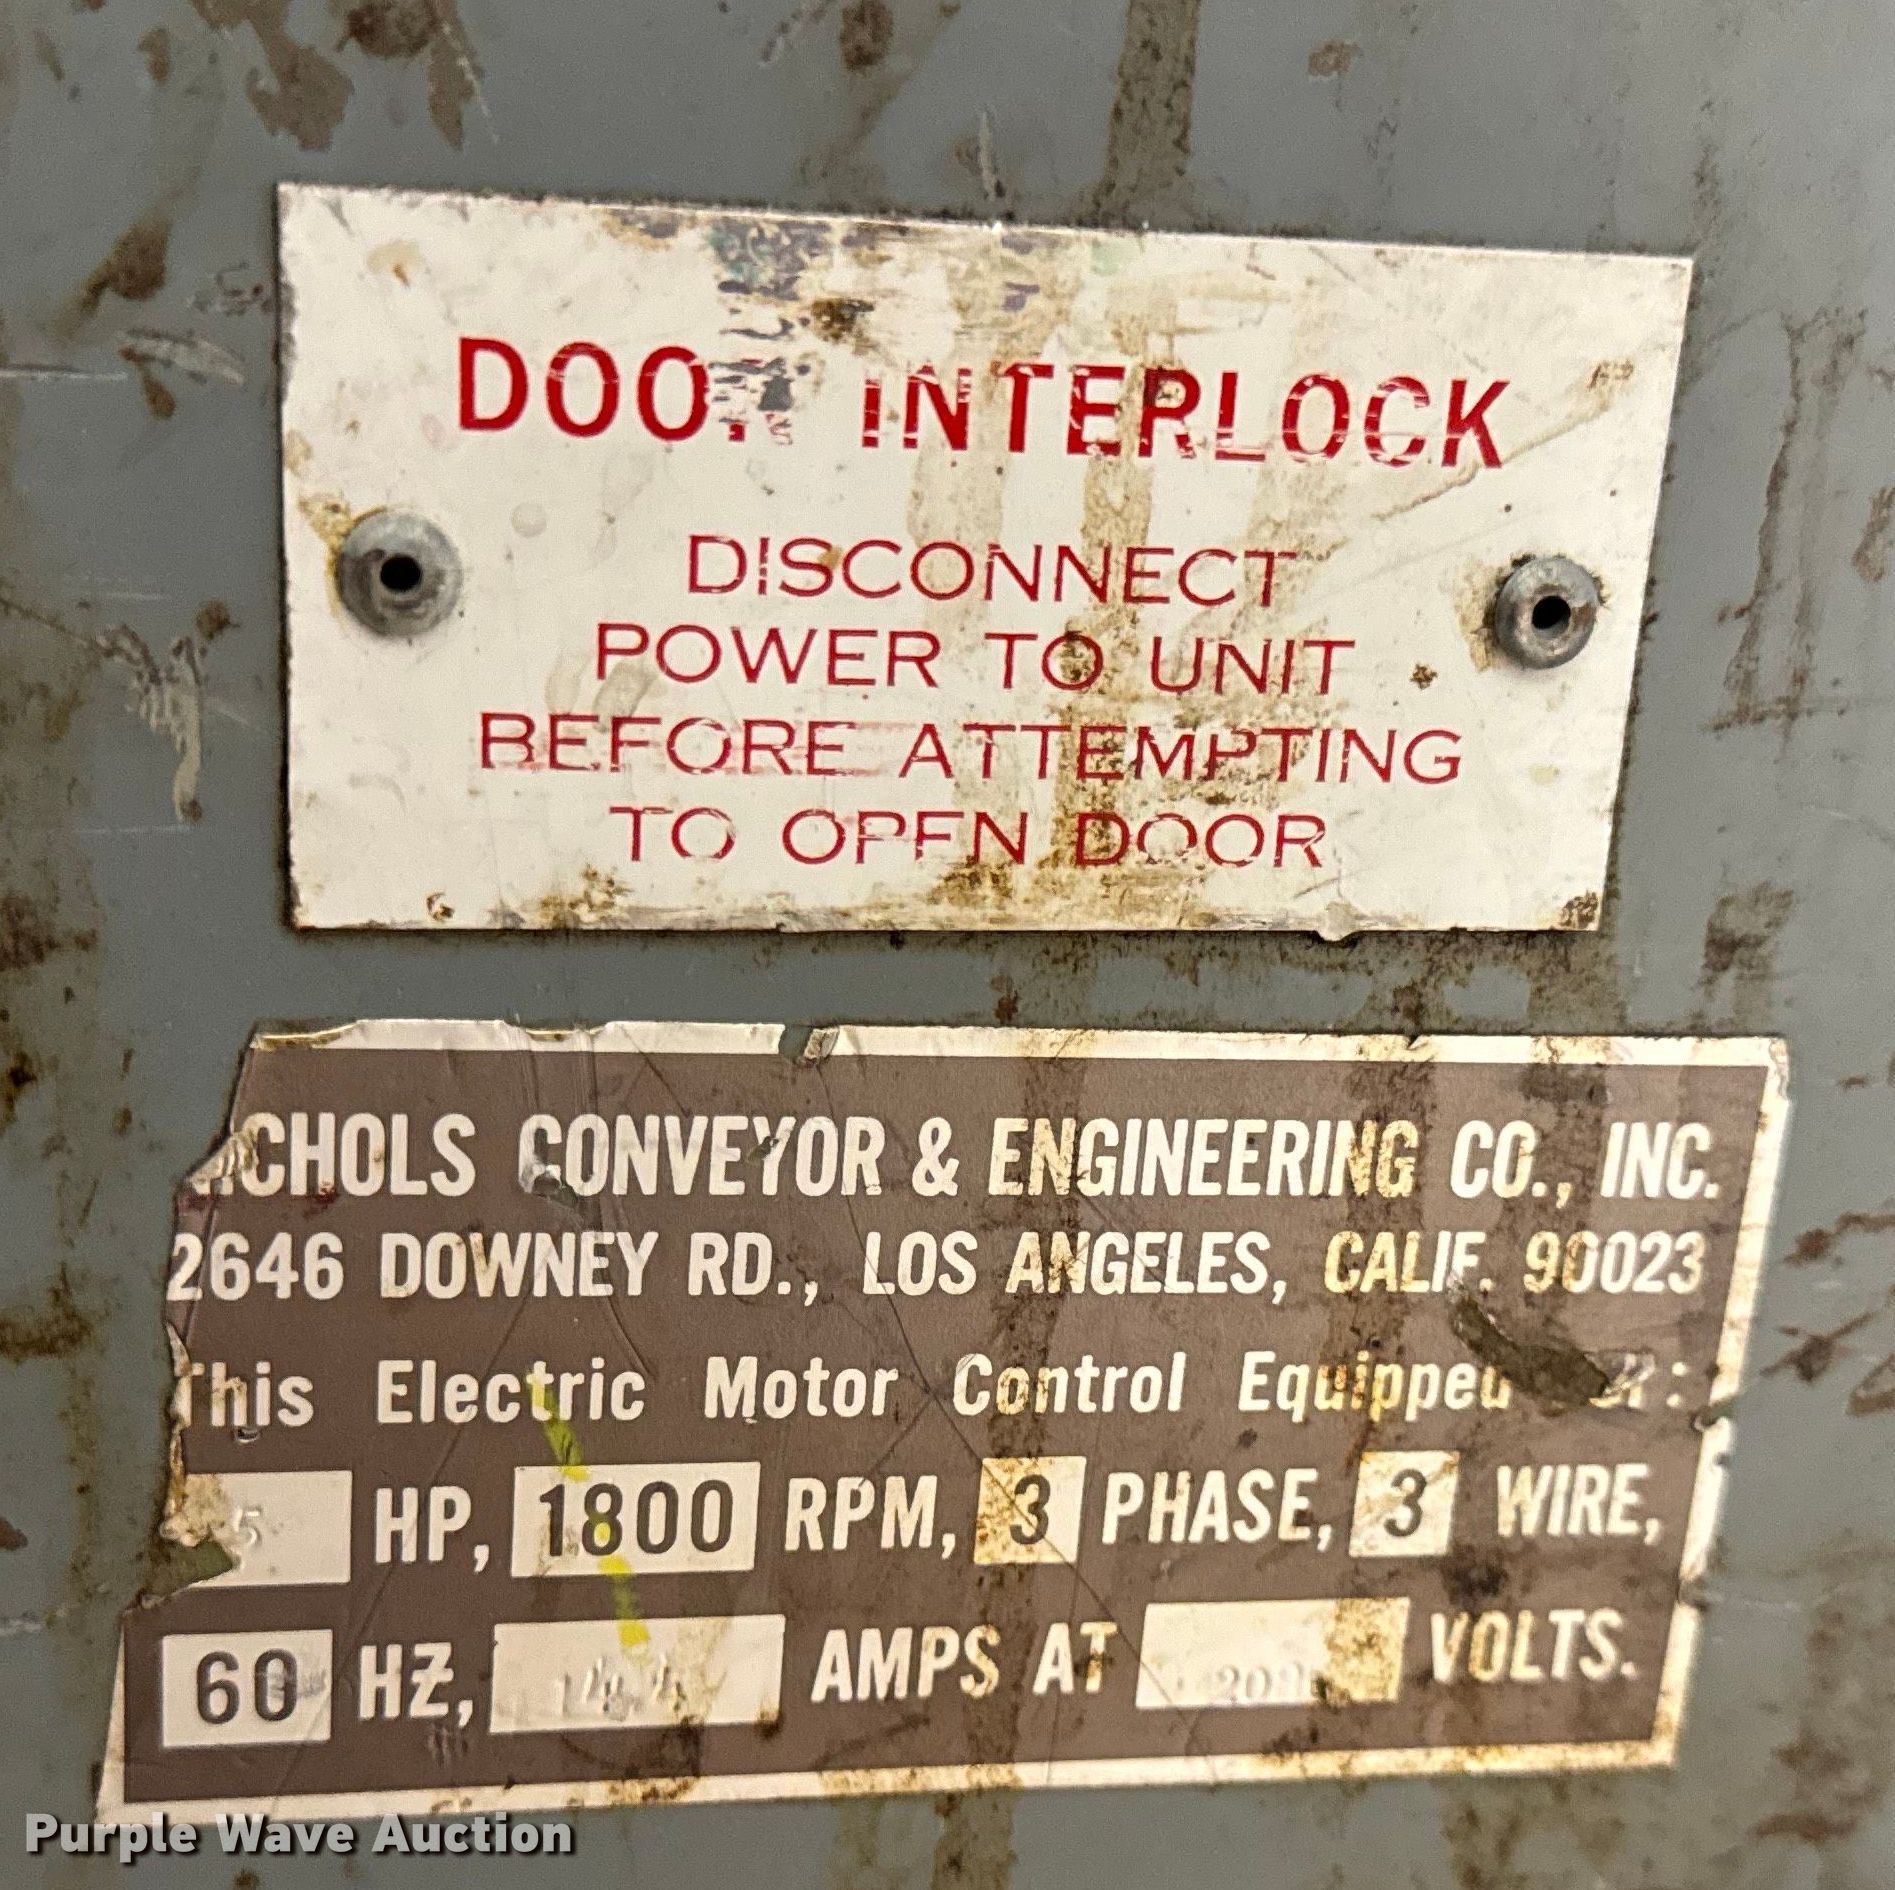 DOOR INTERLOCK
DISCONNECT
POWER TO UNIT
BEFORE ATTEMPTING
TO OPEN DOOR
CHOLS CONVEYOR & ENGINEERING CO., INC.
2646 DOWNEY RD., LOS ANGELES, CALIF. 90023
This Electric Motor Control Equipped
5 HP, 1800 RPM, 3 PHASE, 3 WIRE,
60 HZ, AMPS AT VOLTS.
Purple Wave Auction